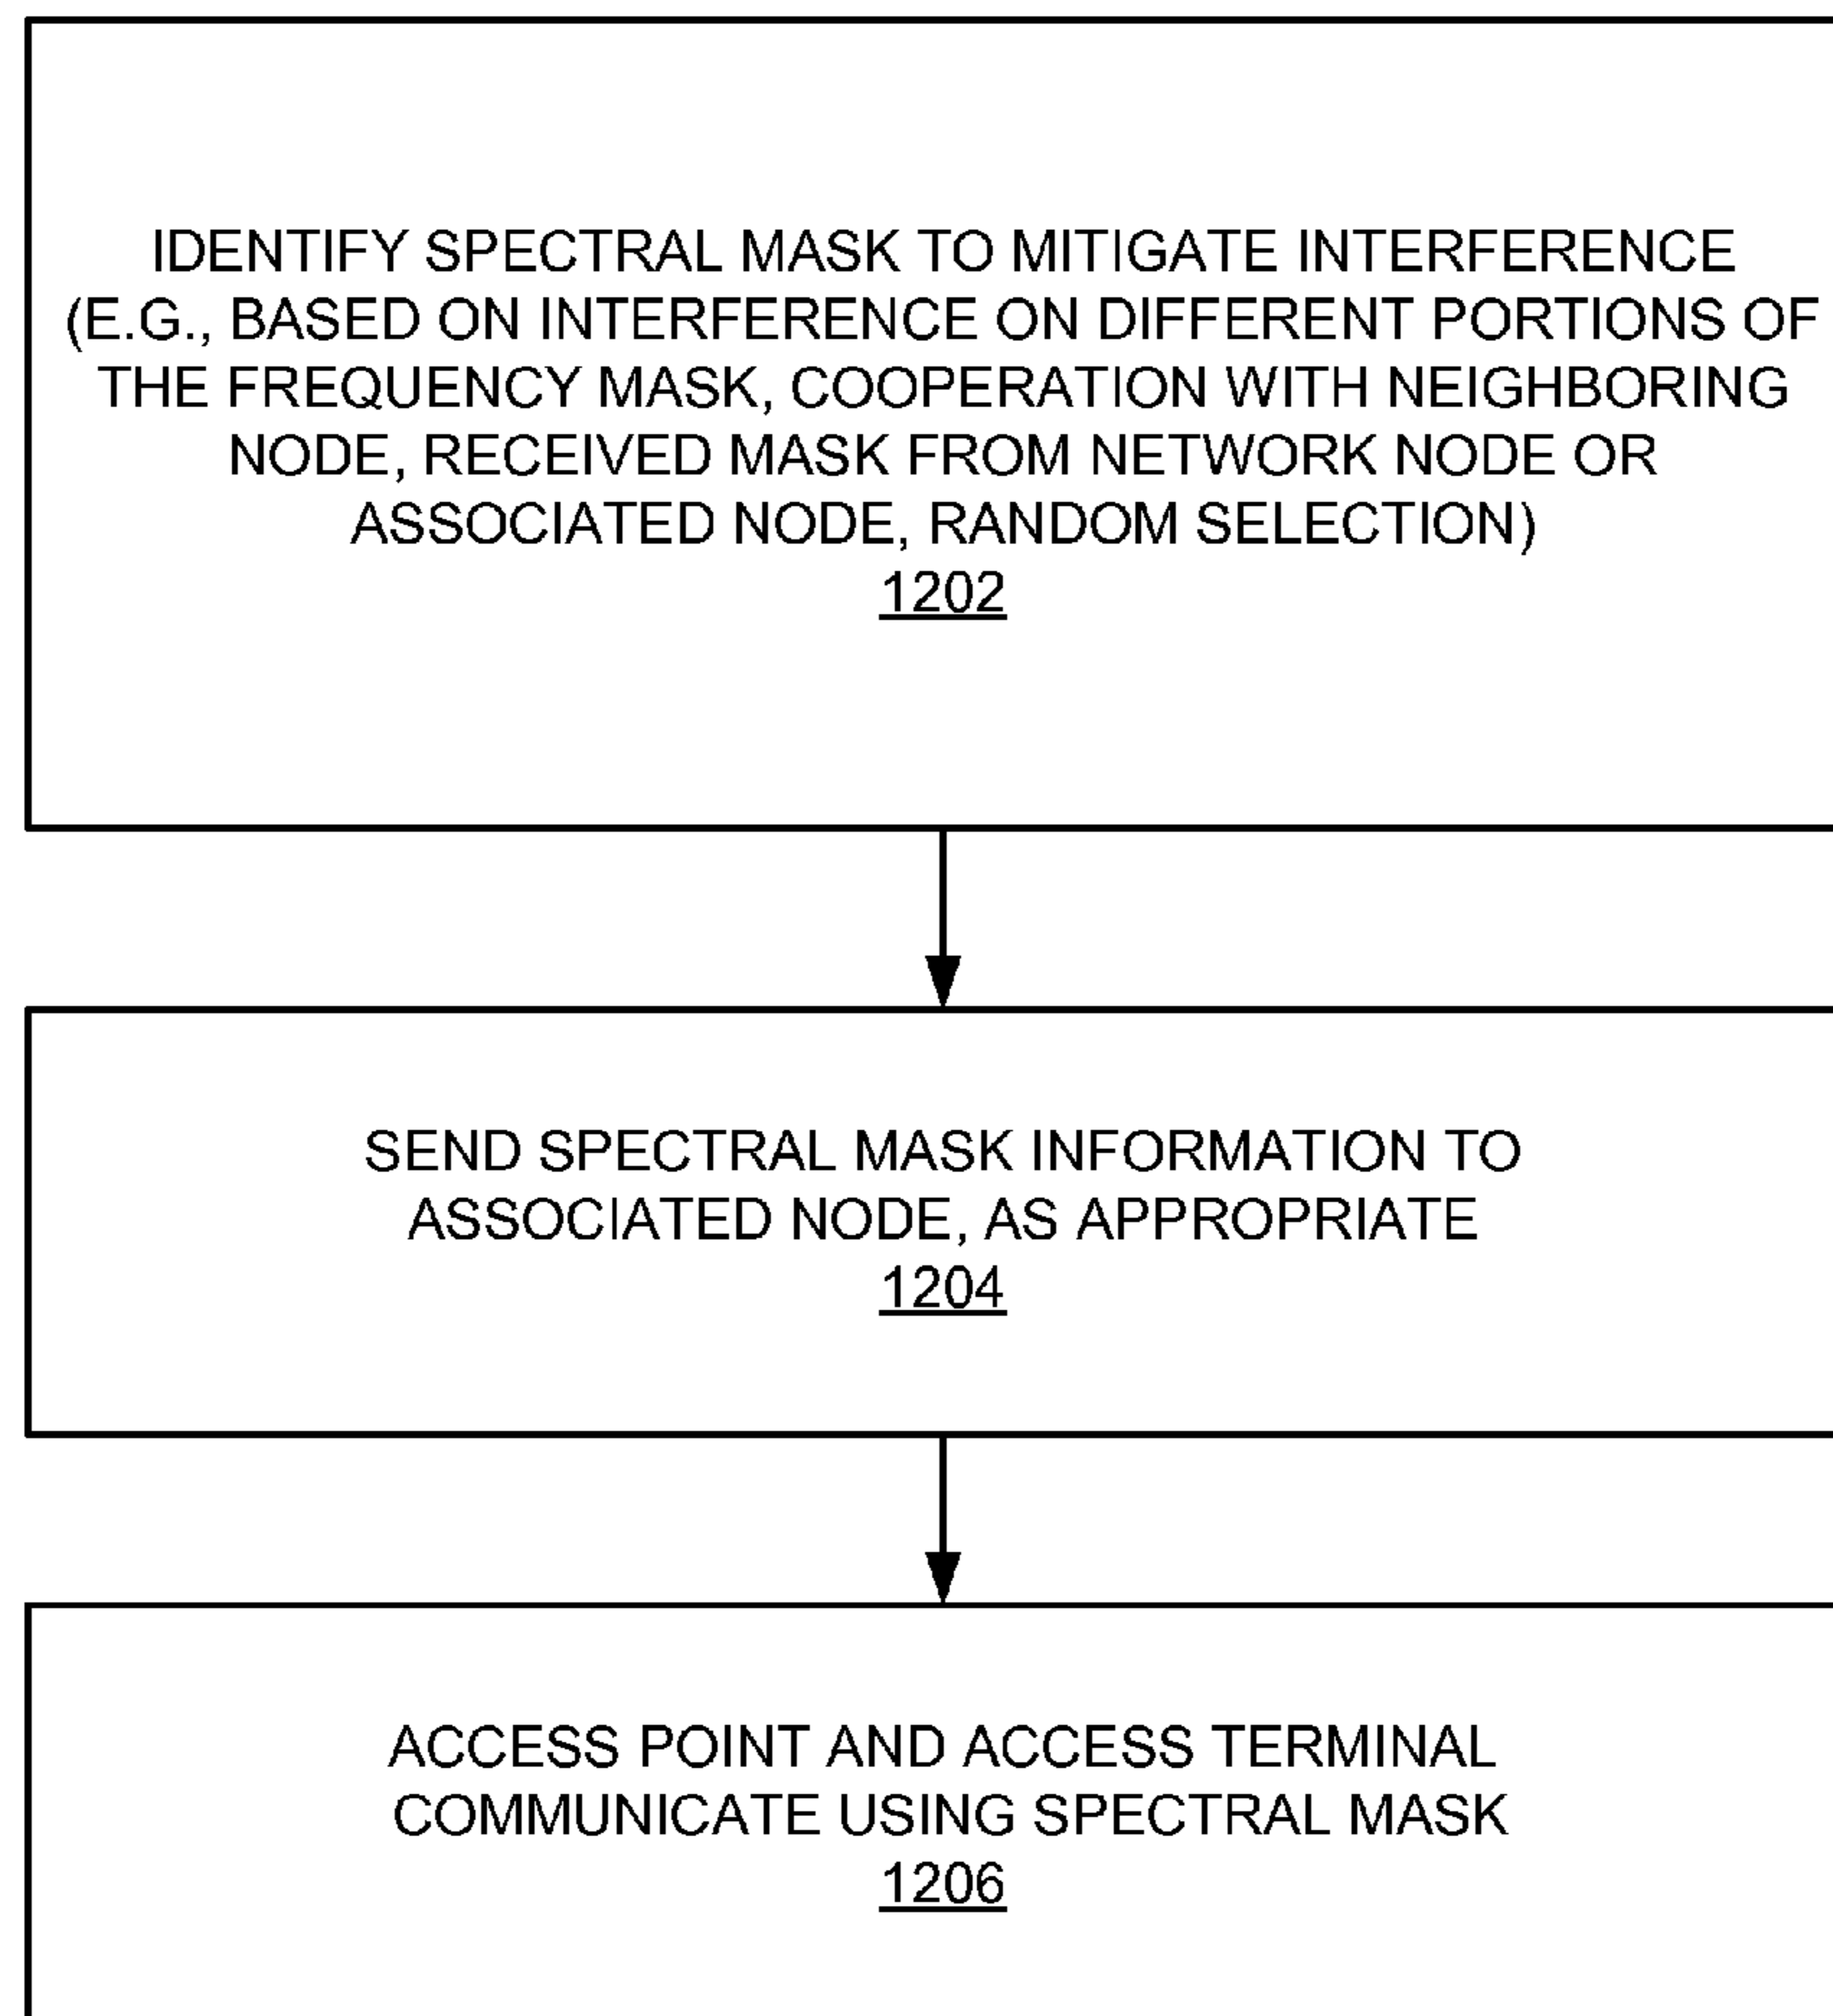 IDENTIFY SPECTRAL MASK TO MITIGATE INTERFERENCE
(E.G., BASED ON INTERFERENCE ON DIFFERENT PORTIONS OF
THE FREQUENCY MASK, COOPERATION WITH NEIGHBORING
NODE, RECEIVED MASK FROM NETWORK NODE OR
ASSOCIATED NODE, RANDOM SELECTION)
1202
SEND SPECTRAL MASK INFORMATION TO
ASSOCIATED NODE, AS APPROPRIATE
1204
ACCESS POINT AND ACCESS TERMINAL
COMMUNICATE USING SPECTRAL MASK
1206